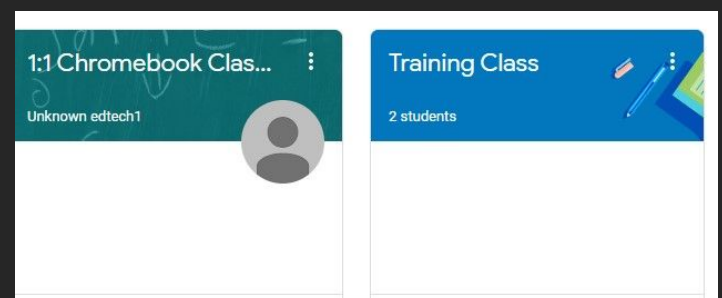 1:1 Chromebook Clas...
Unknown edtech1
Training Class
2 students